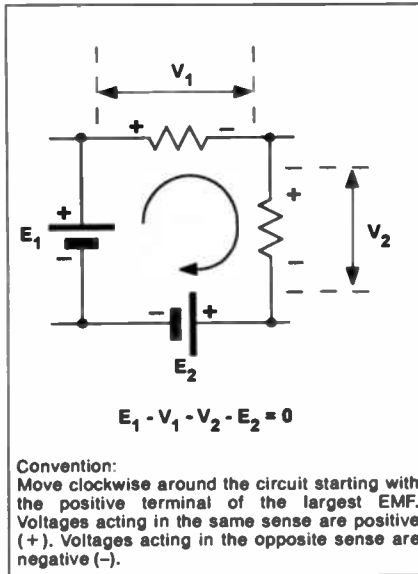 V1
+ –
+
E1
–
+
V2
–
– +
E2
E1 - V1 - V2 - E2 = 0
Convention:
Move clockwise around the circuit starting with
the positive terminal of the largest EMF.
Voltages acting in the same sense are positive
(+). Voltages acting in the opposite sense are
negative (–).